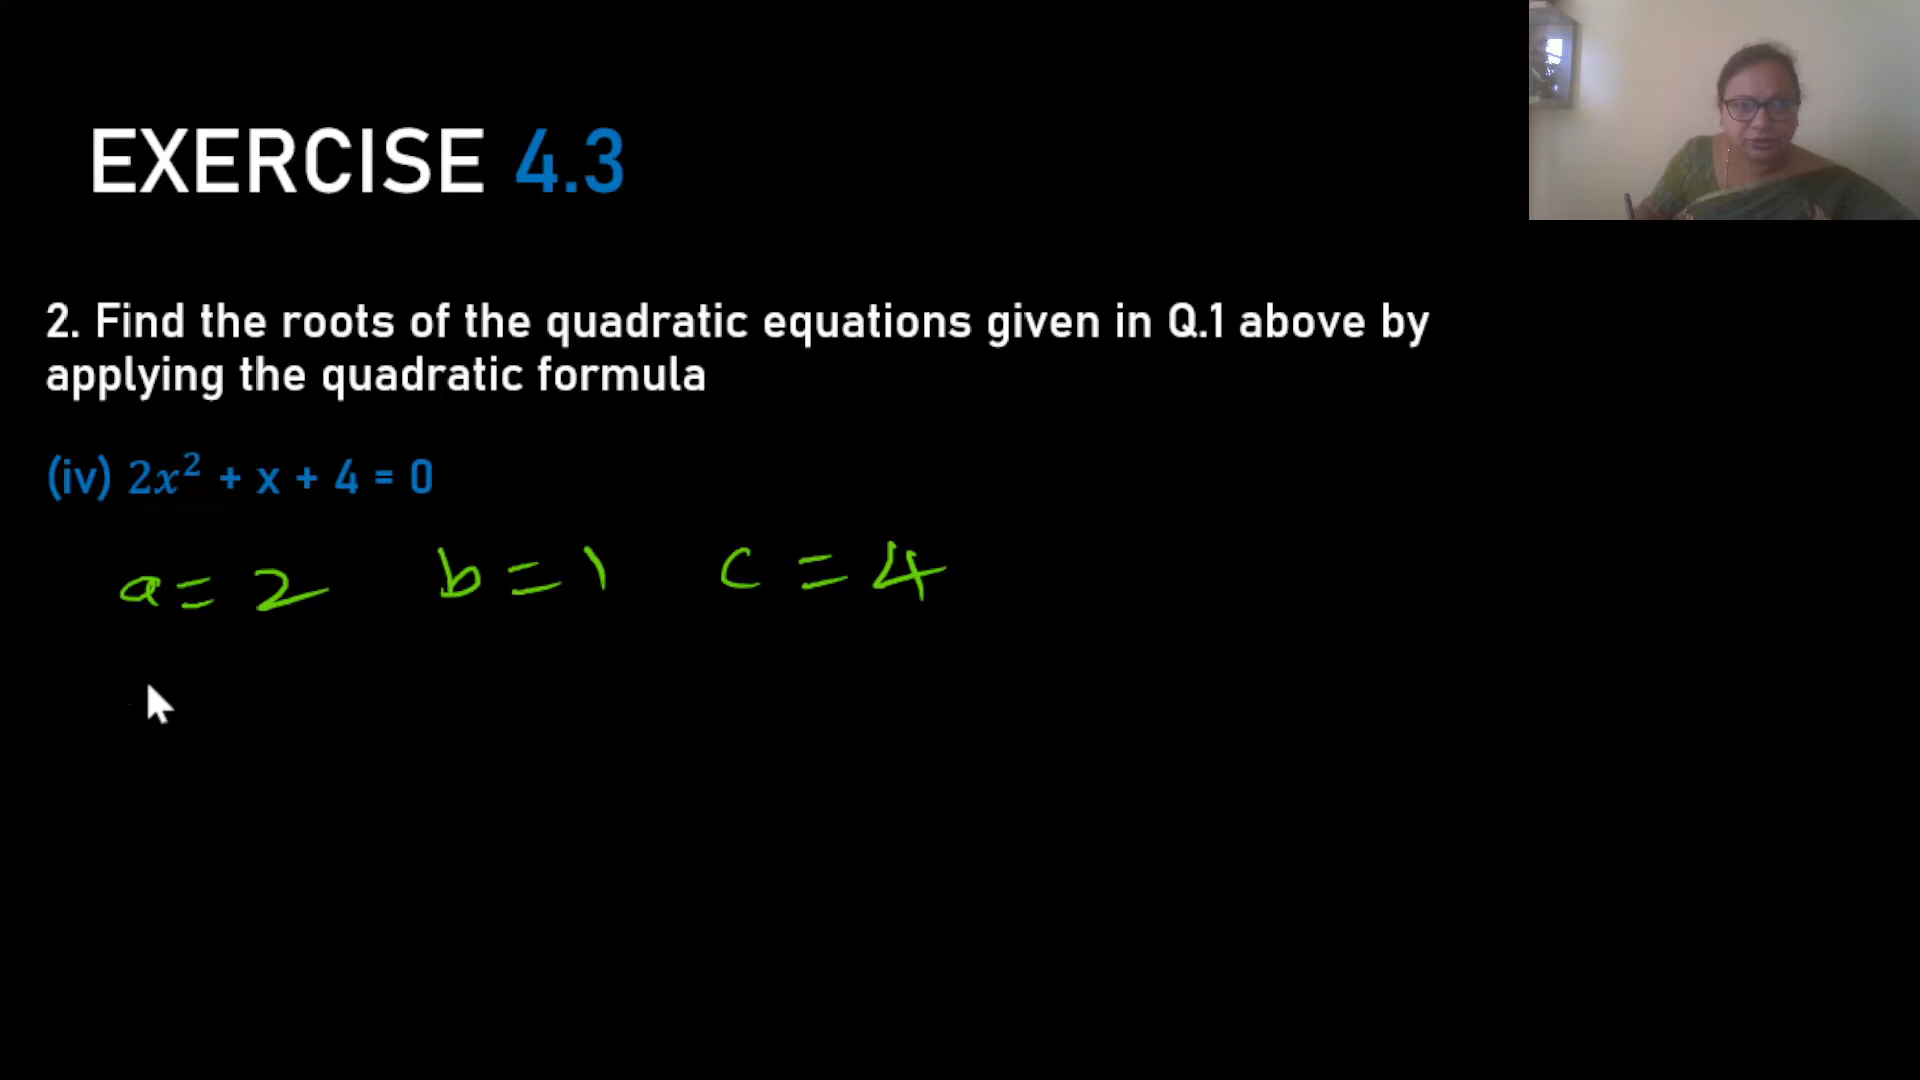 EXERCISE 4.3
2. Find the roots of the quadratic equations given in Q.1 above by
applying the quadratic formula
(iv) 2x² + x + 4 = 0
a = 2 b = 1 c = 4